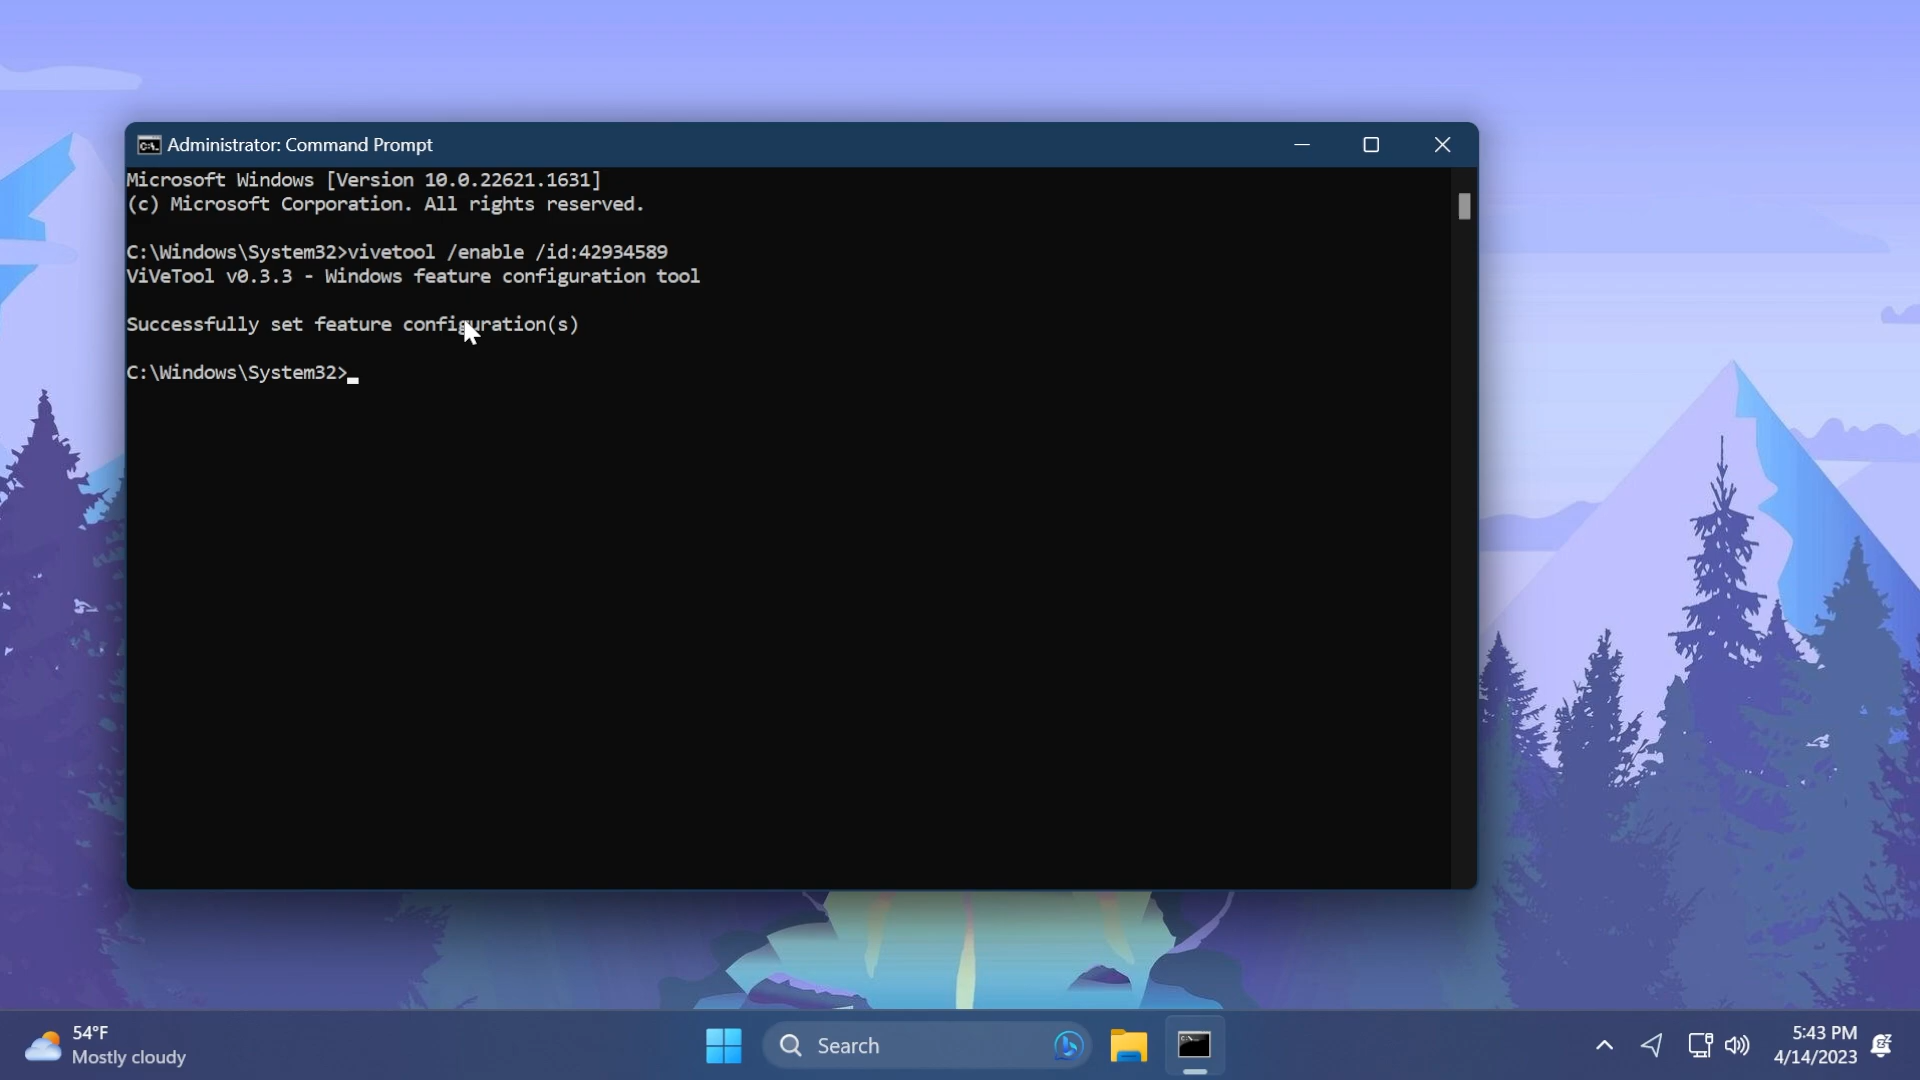 Administrator: Command Prompt
Microsoft Windows [Version 10.0.22621.1631]
(c) Microsoft Corporation. All rights reserved.
C:\Windows\System32>vivetool /enable /id:42934589
ViVeTool v0.3.3 - Windows feature configuration tool
Successfully set feature configuration(s)
C:\Windows\System32>_
54°F
Mostly cloudy
Search
5:43 PM
4/14/2023